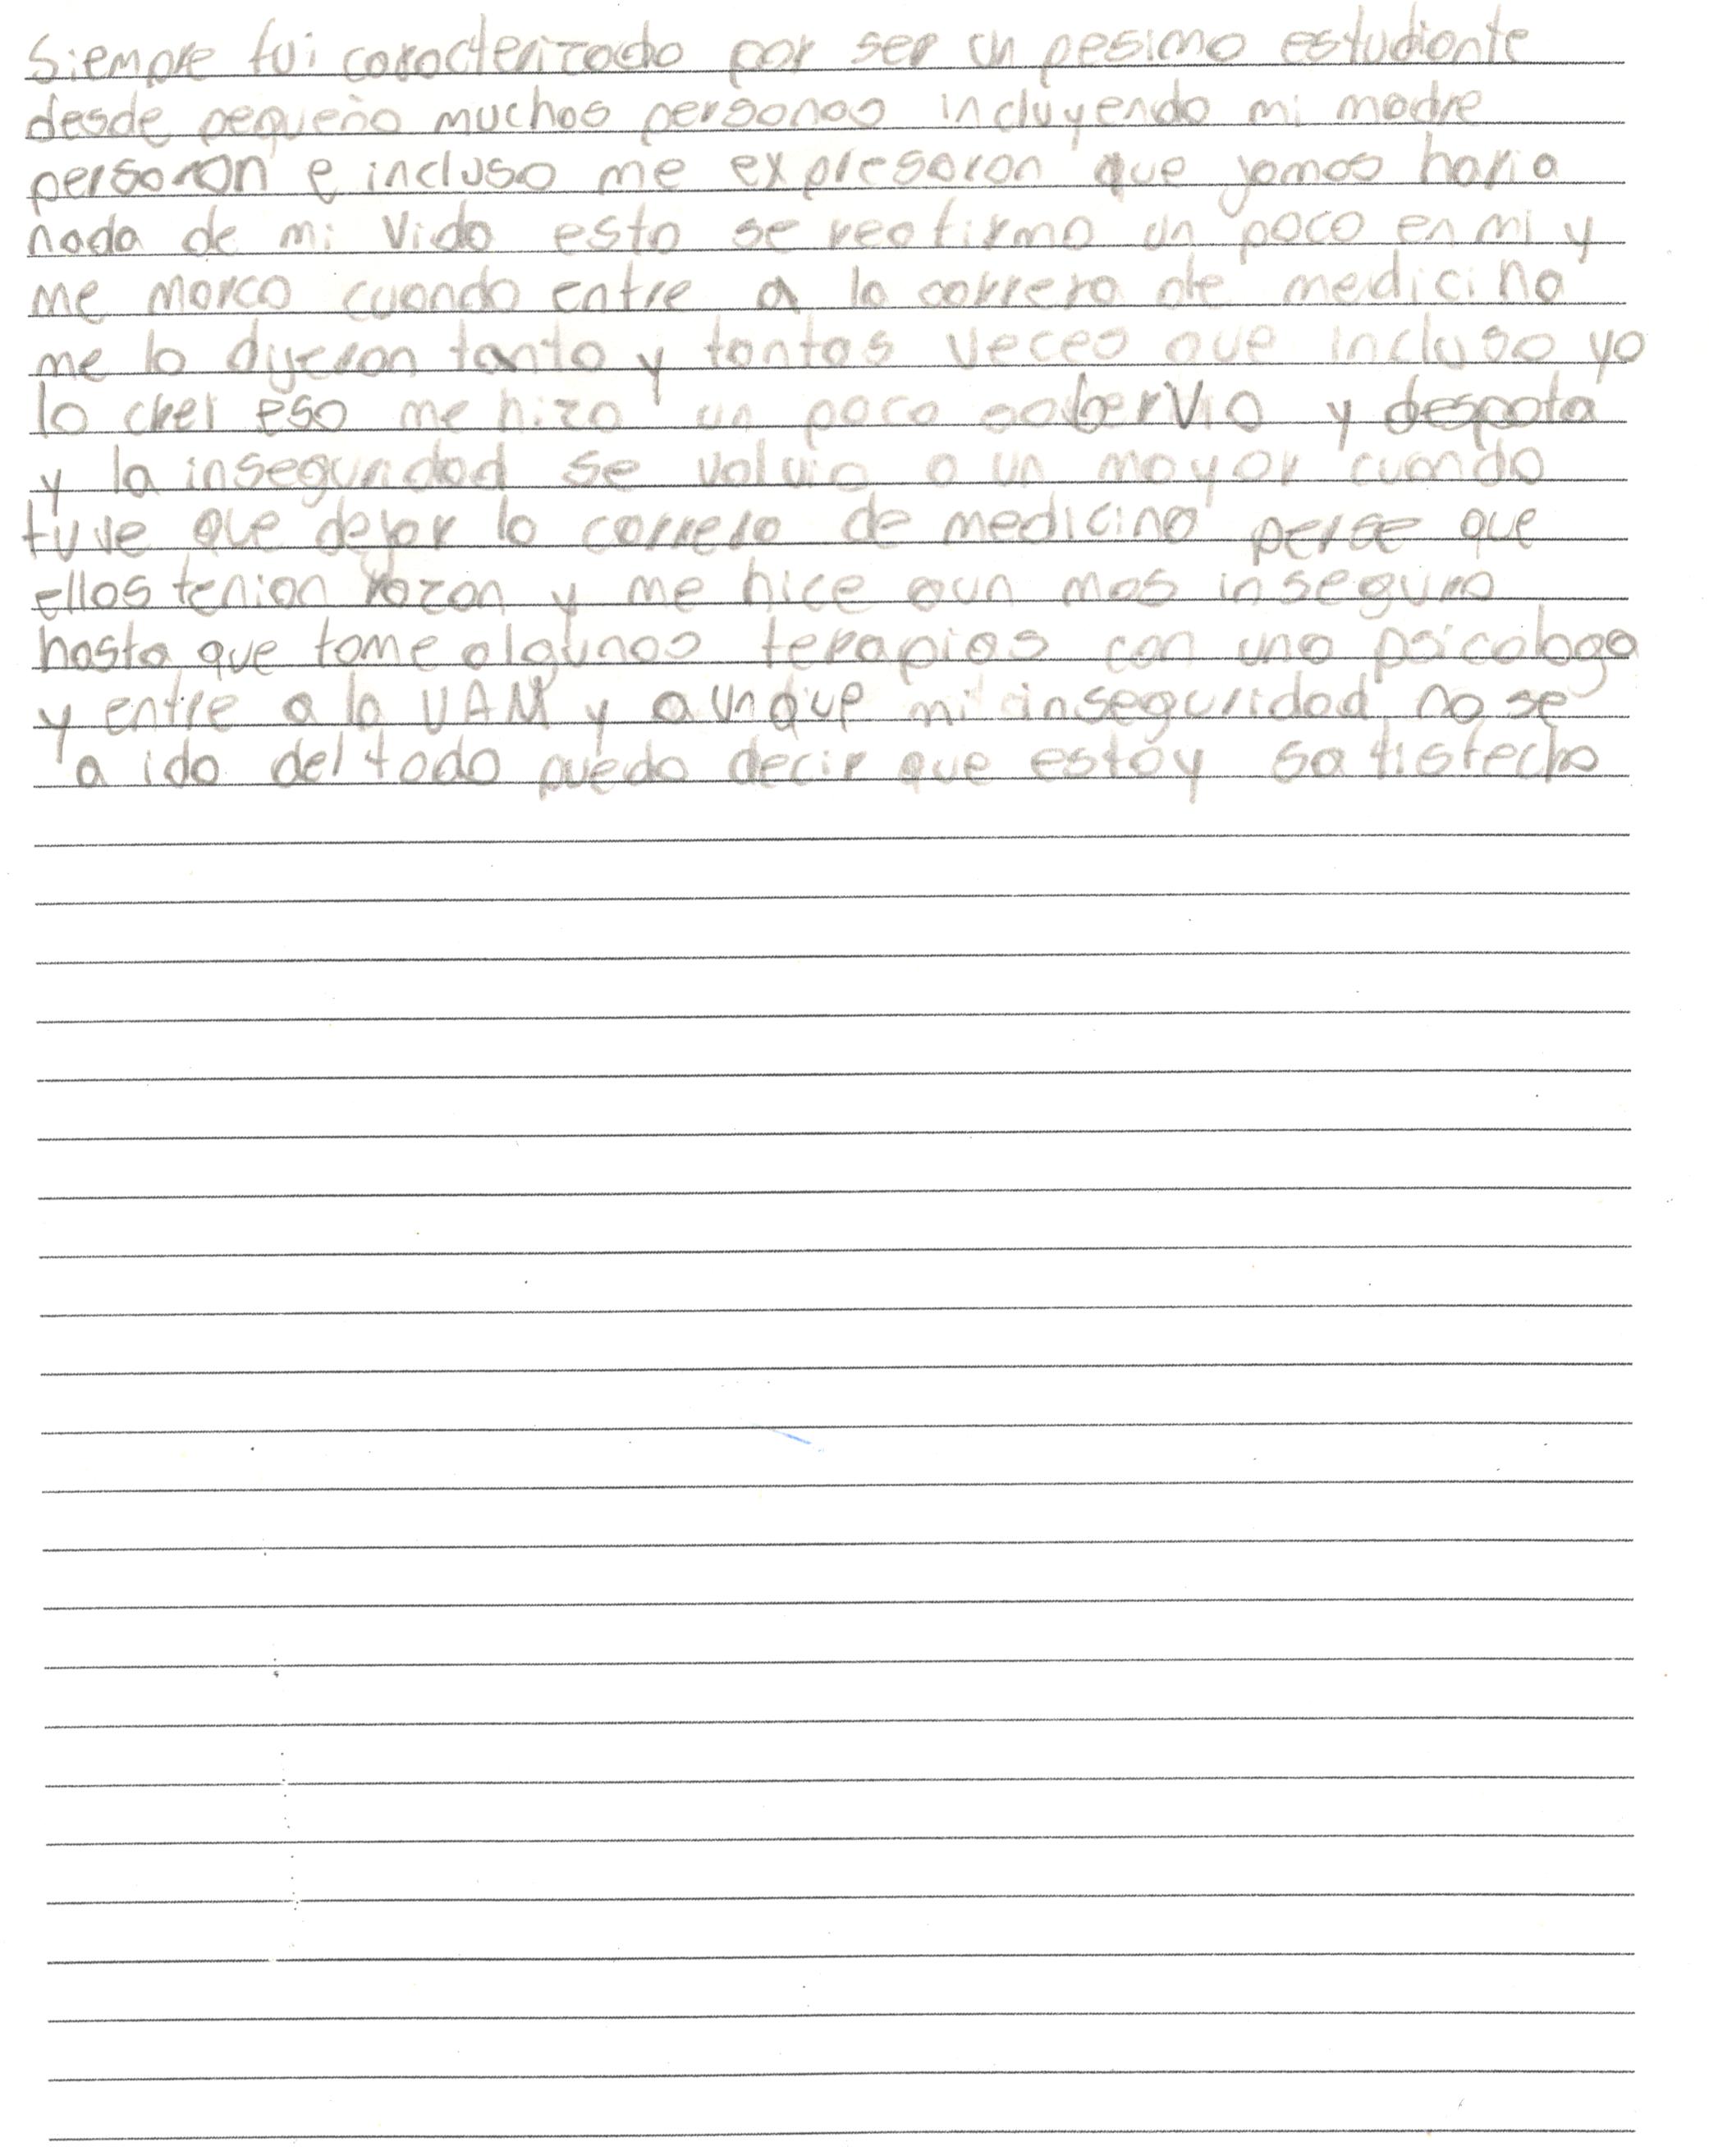 Siempre fui caracterizado por ser un pesimo estudiante
desde pequeño muchas personas incluyendo mi madre
persaron e incluso me expresaron que jamas haria
nada de mi vida esto se reafirmo un poco en mi y
me marco cuando entre a la carrera de medicina
me lo dijeron tanto y tantas veces que incluso yo
lo crei eso me hizo un poco sobervio y despota
y la inseguridad se volvio a un mayor cuando
tuve que dejar la carrera de medicina perse que
ellos tenian razon y me hice aun mas inseguro
hasta que tome algunas terapias con una psicologa
y entre a la UAM y aunque mi inseguridad no se
a ido del todo puedo decir que estoy satisfecho